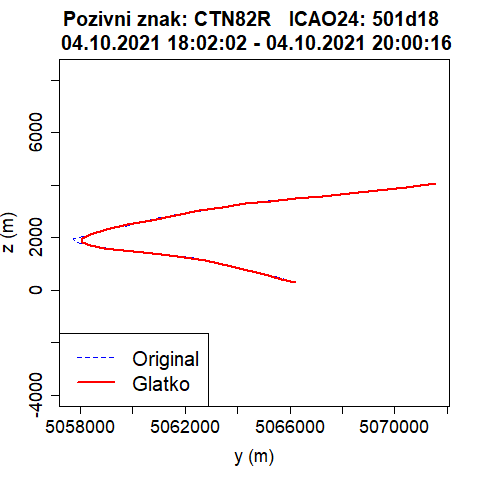 Pozivni znak: CTN82R   ICAO24: 501d18
04.10.2021 18:02:02 - 04.10.2021 20:00:16
z (m)
6000
2000
0
-4000
Original
Glatko
5058000 5062000 5066000 5070000
y (m)